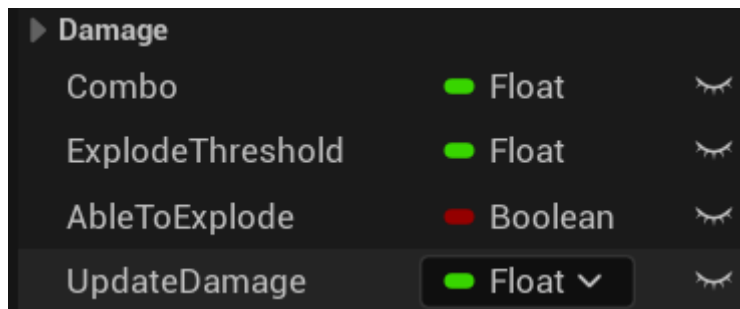 Damage
Combo Float
ExplodeThreshold Float
AbleToExplode Boolean
UpdateDamage Float